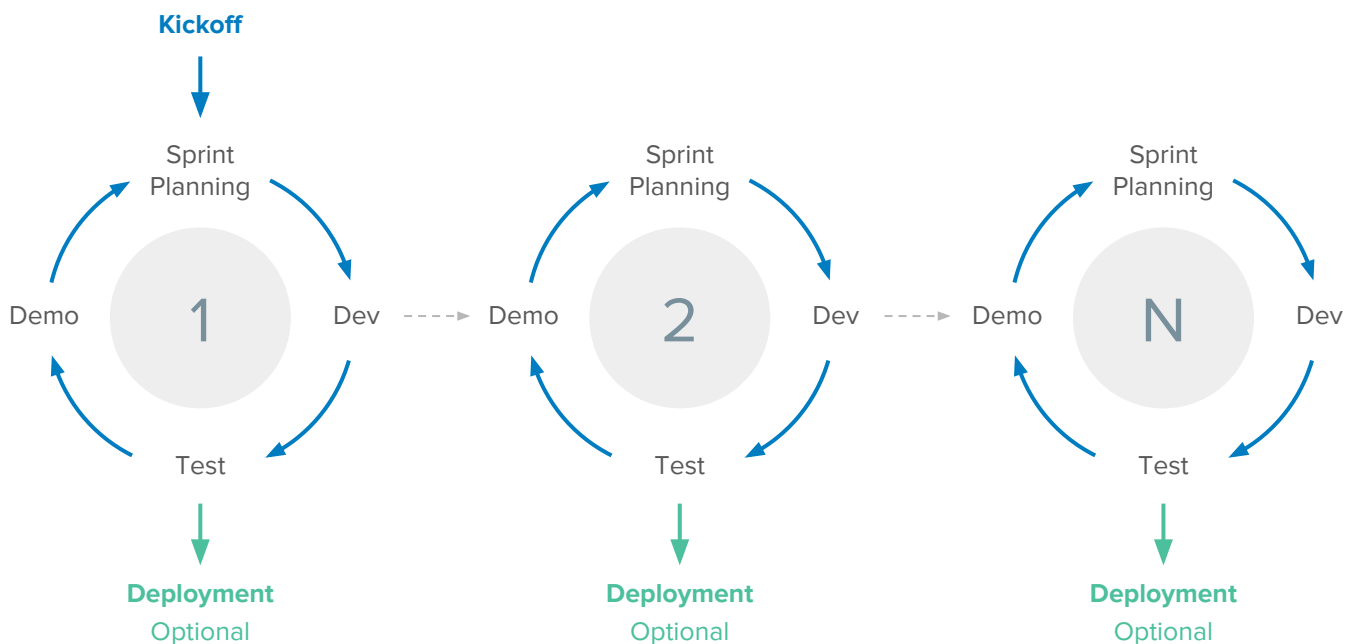 Kickoff
Sprint
Planning
Demo
1
Dev
Test
Deployment
Optional
Sprint
Planning
Demo
2
Dev
Test
Deployment
Optional
Sprint
Planning
Demo
N
Dev
Test
Deployment
Optional